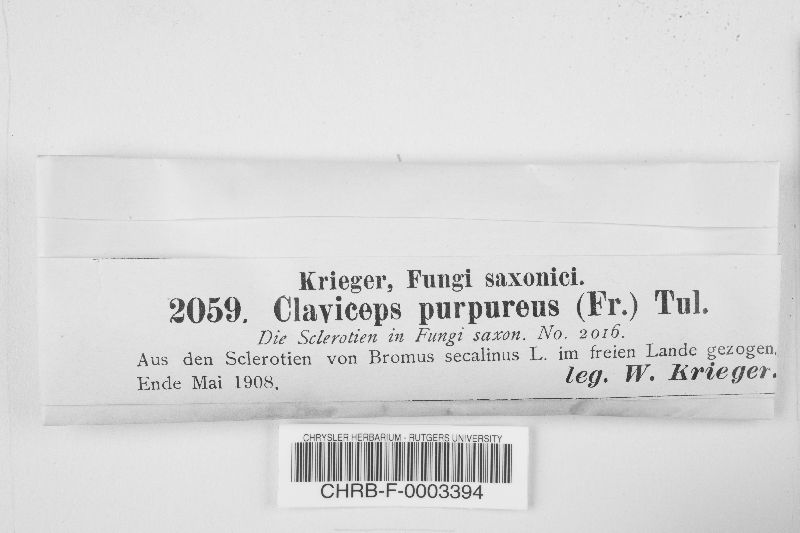 Krieger, Fungi saxonici.
2059. Claviceps purpureus (Fr.) Tul.
Die Sclerotien in Fungi saxon. No. 2016.
Aus den Sclerotien von Bromus secalinus L. im freien Lande gezogen.
Ende Mai 1908.
leg. W. Krieger.
CHRYSLER HERBARIUM - RUTGERS UNIVERSITY
CHRB-F-0003394